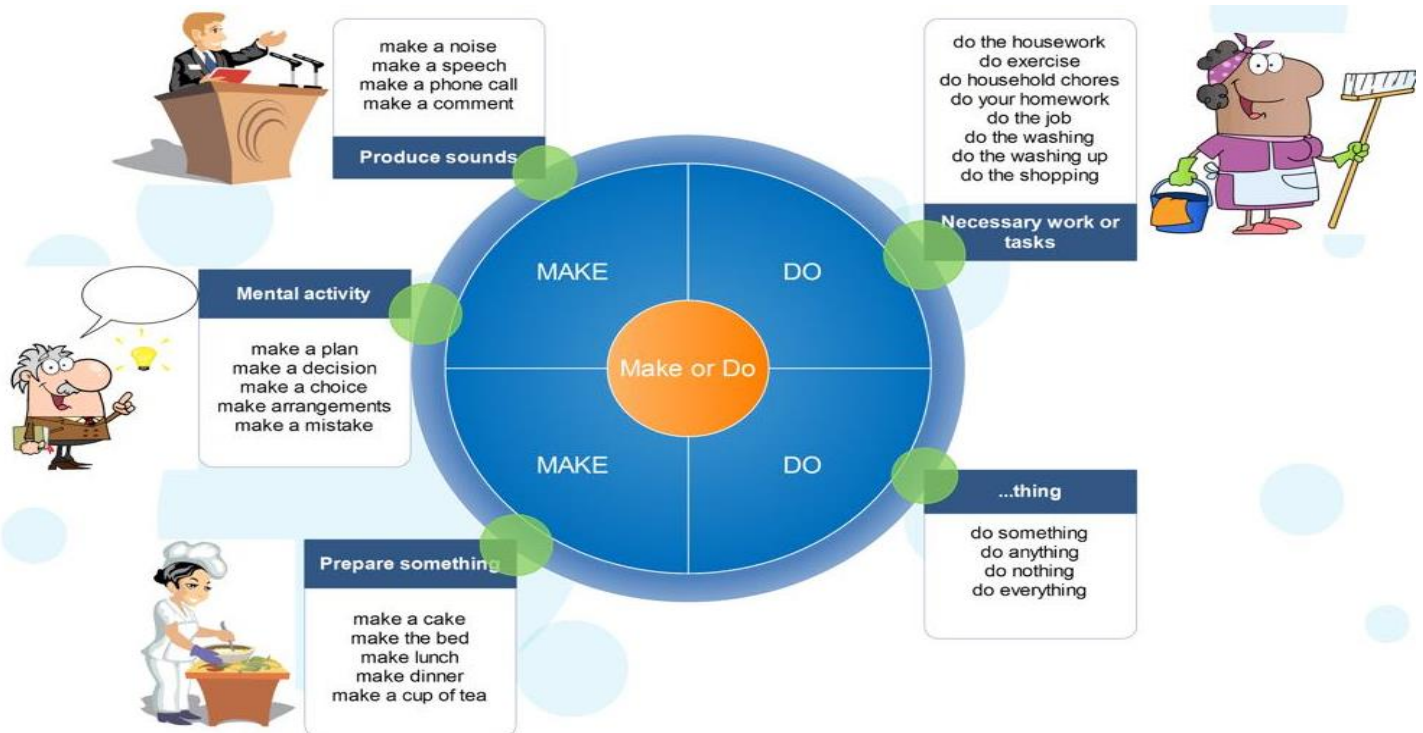 make a noise
make a speech
make a phone call
make a comment
Produce sounds
do the housework
do exercise
do household chores
do your homework
do the job
do the washing
do the washing up
do the shopping
Necessary work or
tasks
Mental activity
make a plan
make a decision
make a choice
make arrangements
make a mistake
MAKE
DO
Make or Do
MAKE
DO
...thing
do something
do anything
do nothing
do everything
Prepare something
make a cake
make the bed
make lunch
make dinner
make a cup of tea